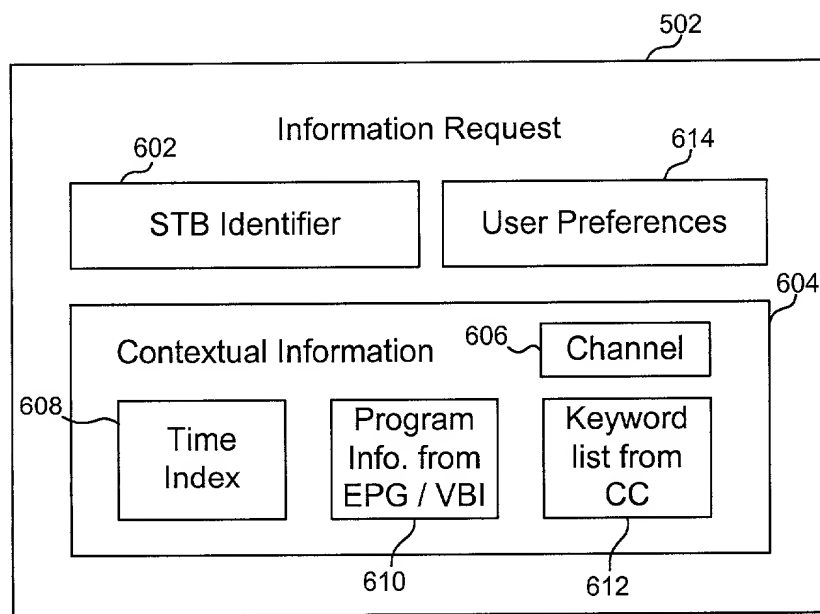 502
Information Request
602
614
STB Identifier
User Preferences
604
Contextual Information
606
Channel
608
Time
Index
Program
Info. from
EPG / VBI
Keyword
list from
CC
610
612